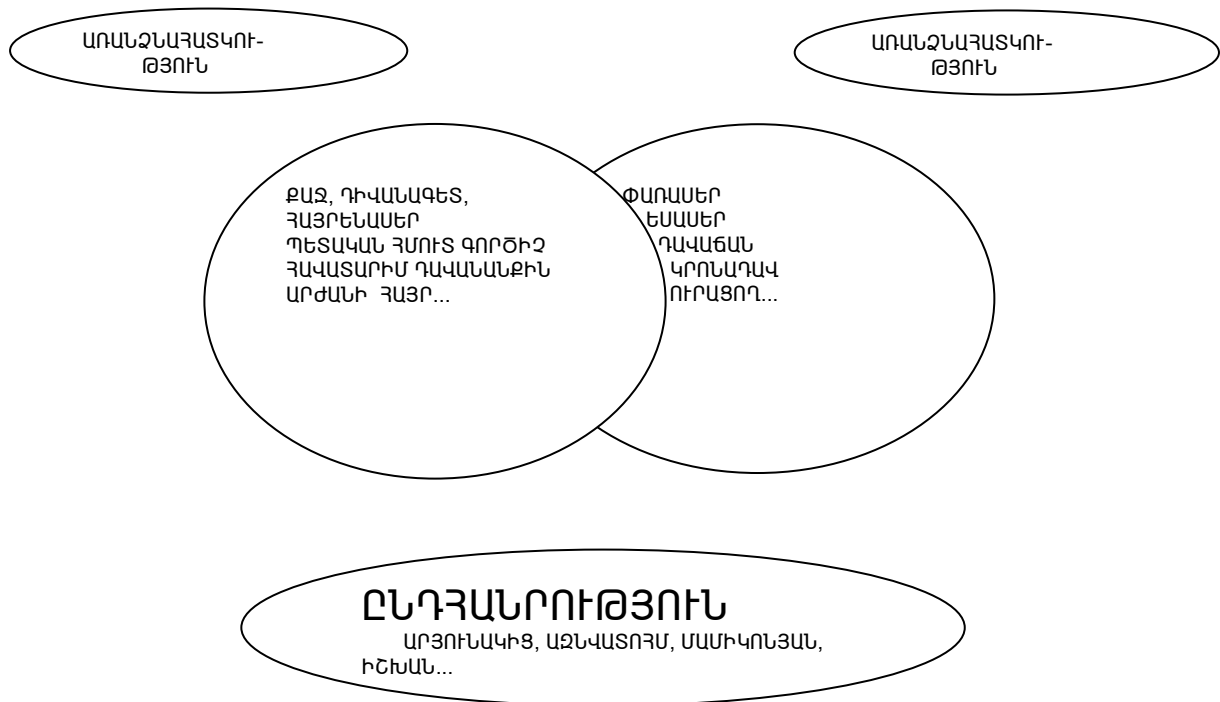 ԱՌԱՆՁՆԱՀԱՏԿՈՒ-
ԹՅՈՒՆ
ԱՌԱՆՁՆԱՀԱՏԿՈՒ-
ԹՅՈՒՆ
ՔԱՋ, ԴԻՎԱՆԱԳԵՏ,
ՀԱՅՐԵՆԱՍԵՐ
ՊԵՏԱԿԱՆ ՀՄՈՒՏ ԳՈՐԾԻՉ
ՀԱՎԱՏԱՐԻՄ ԴԱՎԱՆԱՆՔԻՆ
ԱՐԺԱՆԻ ՀԱՅՐ...
ՓԱՌԱՍԵՐ
ԵՍԱՍԵՐ
ԴԱՎԱՃԱՆ
ԿՐՈՆԱԴԱՎ
ՈՒՐԱՑՈՂ...
ԸՆԴՀԱՆՐՈՒԹՅՈՒՆ
ԱՐՅՈՒՆԱԿԻՑ, ԱԶՆՎԱՏՈՀՄ, ՄԱՄԻԿՈՆՅԱՆ,
ԻՇԽԱՆ...